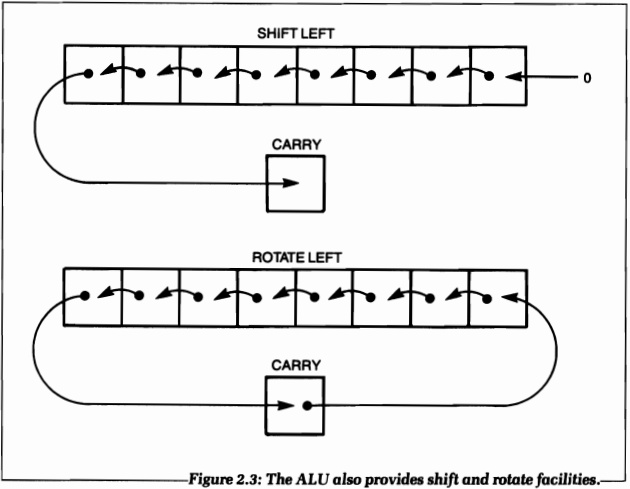 SHIFT LEFT
0
CARRY
ROTATE LEFT
CARRY
Figure 2.3: The ALU also provides shift and rotate facilities.